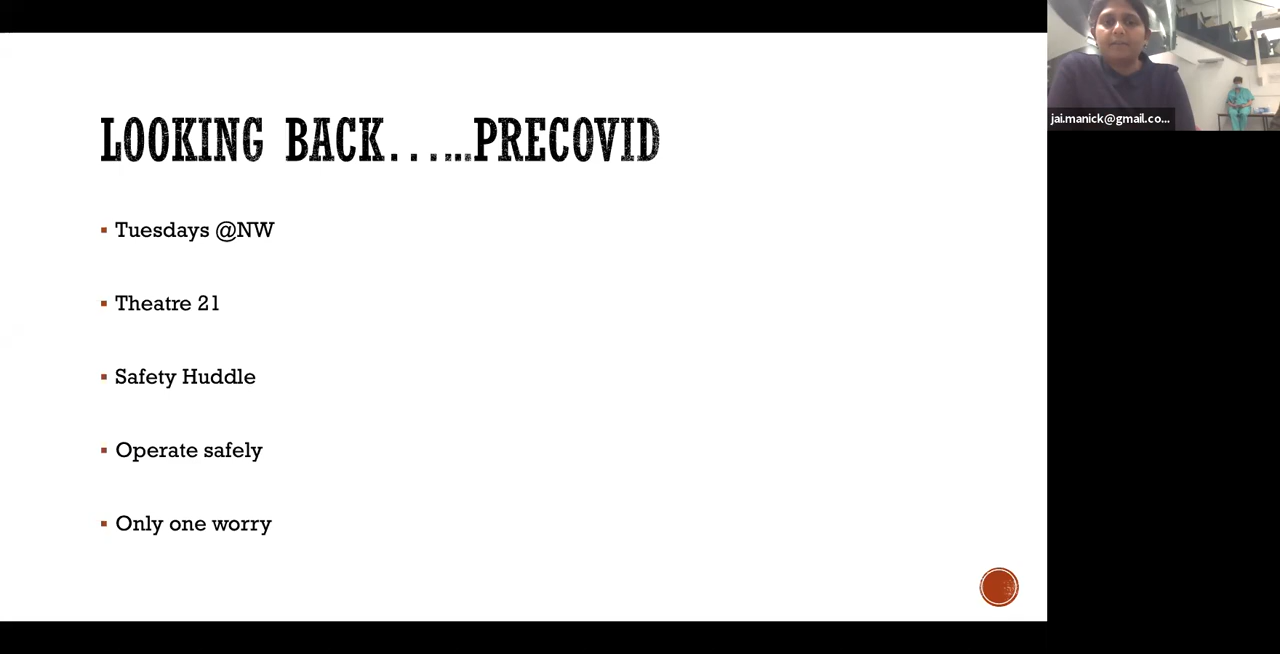 LOOKING BACK......PRECOVID
jai.manick@gmail.co...
Tuesdays @NW
Theatre 21
Safety Huddle
Operate safely
Only one worry